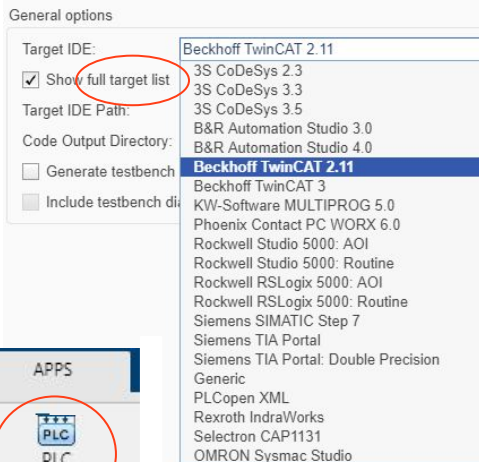 General options
Target IDE:
Beckhoff TwinCAT 2.11
Show full target list
Target IDE Path:
Code Output Directory:
Generate testbench
Include testbench
3S CoDeSys 2.3
3S CoDeSys 3.3
3S CoDeSys 3.5
B&R Automation Studio 3.0
B&R Automation Studio 4.0
Beckhoff TwinCAT 2.11
Beckhoff TwinCAT 3
KW-Software MULTIPROG 5.0
Phoenix Contact PC WORX 6.0
Rockwell Studio 5000: AOI
Rockwell Studio 5000: Routine
Rockwell RSLogix 5000: AOI
Rockwell RSLogix 5000: Routine
Siemens SIMATIC Step 7
Siemens TIA Portal
Siemens TIA Portal: Double Precision
Generic
PLCopen XML
Rexroth IndraWorks
Selectron CAP1131
OMRON Sysmac Studio
APPS
PLC
PLC